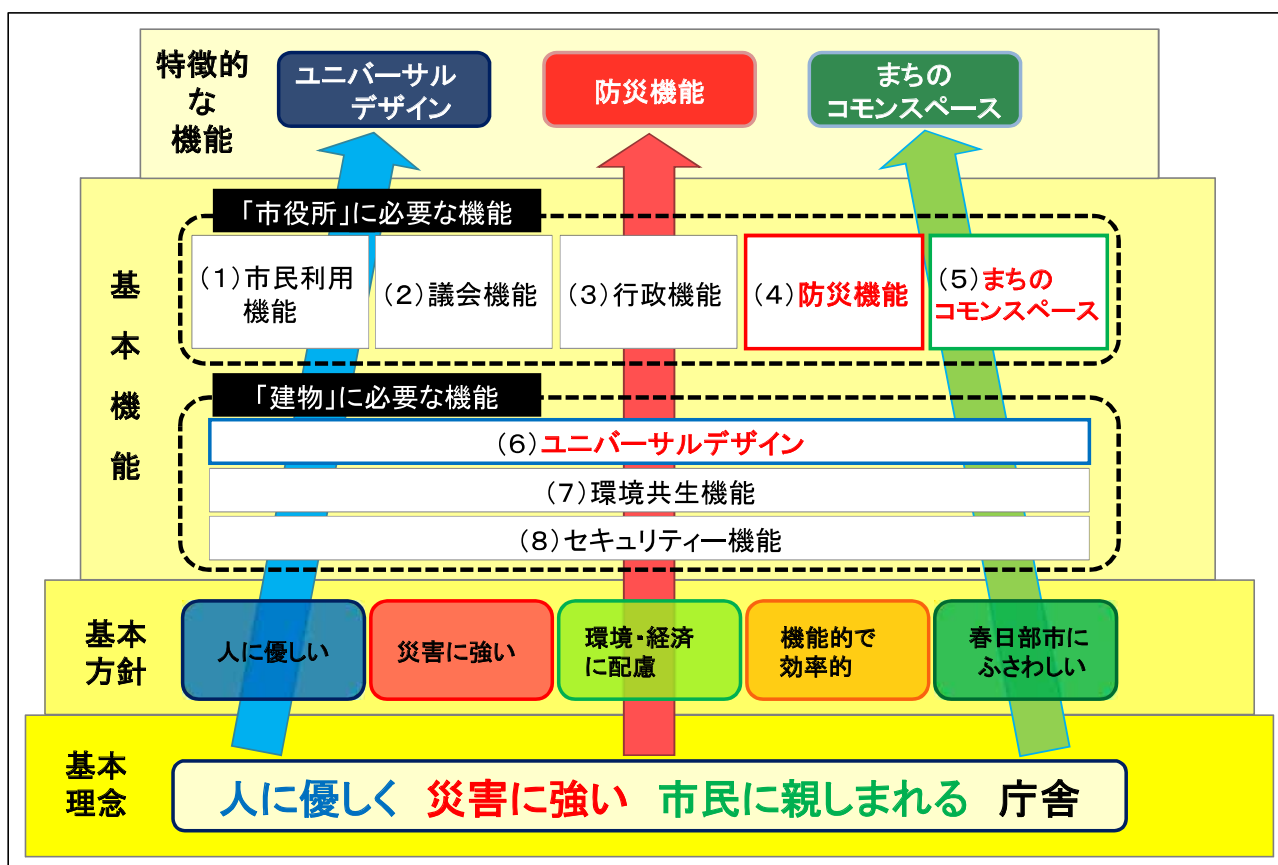 特徴的
な
機能
ユニバーサル
デザイン
防災機能
まちの
コモンスペース
基
本
機
能
「市役所」に必要な機能
(1)市民利用
機能
(2)議会機能
(3)行政機能
(4)防災機能
(5)まちの
コモンスペース
「建物」に必要な機能
(6)ユニバーサルデザイン
(7)環境共生機能
(8)セキュリティー機能
基本
方針
人に優しい
災害に強い
環境・経済
に配慮
機能的で
効率的
春日部市に
ふさわしい
基本
理念
人に優しく 災害に強い 市民に親しまれる 庁舎